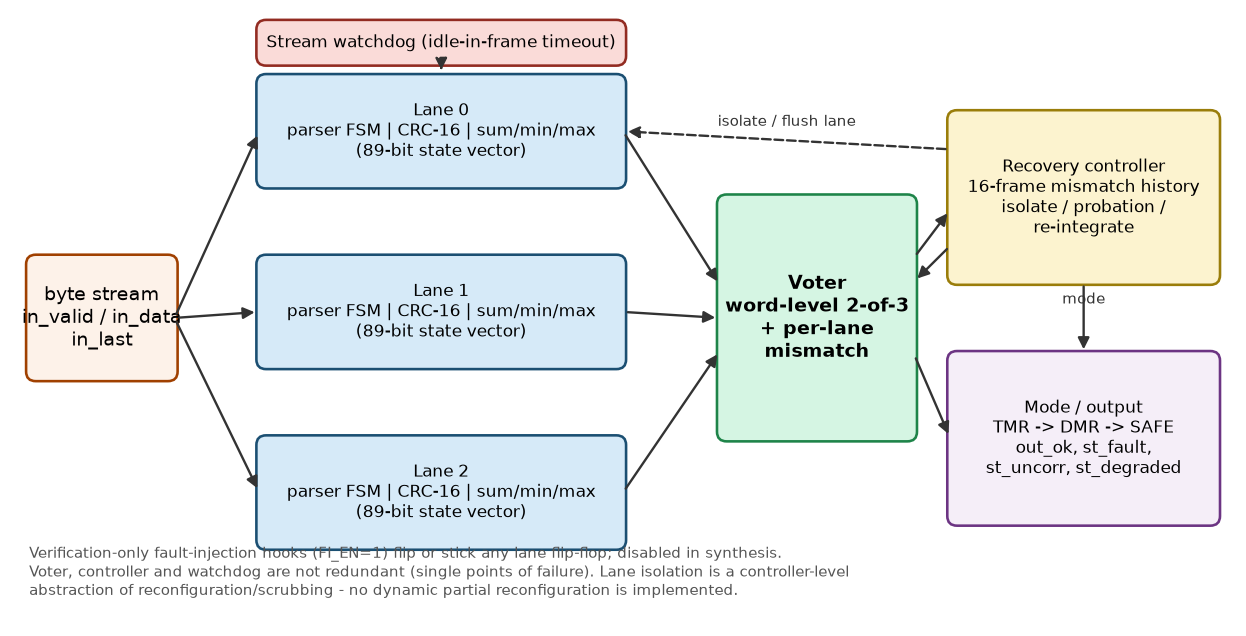 Stream watchdog (idle-in-frame timeout)
Lane 0
parser FSM | CRC-16 | sum/min/max
(89-bit state vector)
isolate / flush lane
Recovery controller
16-frame mismatch history
isolate / probation /
re-integrate
byte stream
in_valid / in_data
in_last
Lane 1
parser FSM | CRC-16 | sum/min/max
(89-bit state vector)
Voter
word-level 2-of-3
+ per-lane
mismatch
mode
Mode / output
TMR -> DMR -> SAFE
out_ok, st_fault,
st_uncorr, st_degraded
Lane 2
parser FSM | CRC-16 | sum/min/max
(89-bit state vector)
Verification-only fault-injection hooks (FI_EN=1) flip or stick any lane flip-flop; disabled in synthesis.
Voter, controller and watchdog are not redundant (single points of failure). Lane isolation is a controller-level
abstraction of reconfiguration/scrubbing - no dynamic partial reconfiguration is implemented.